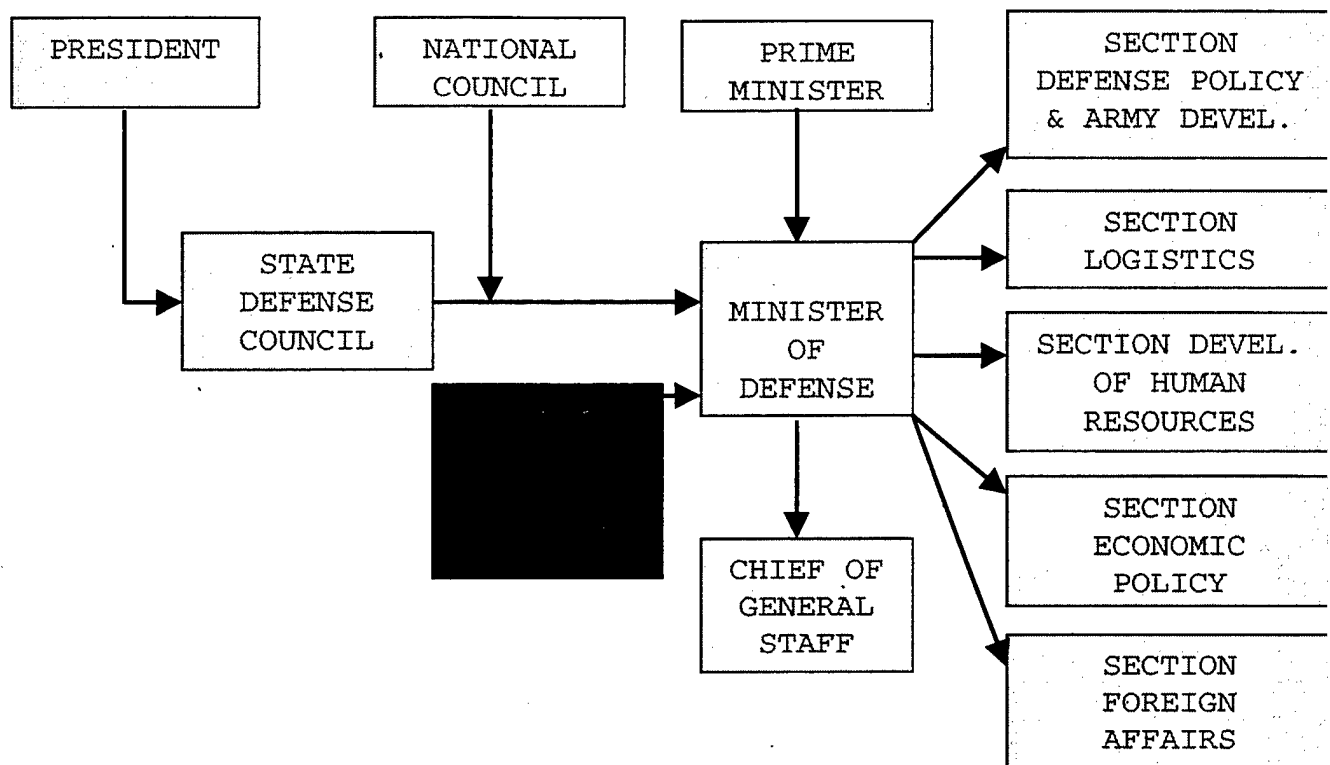 PRESIDENT
NATIONAL
COUNCIL
PRIME
MINISTER
SECTION
DEFENSE POLICY
& ARMY DEVEL.
STATE
DEFENSE
COUNCIL
MINISTER
OF
DEFENSE
SECTION
LOGISTICS
SECTION DEVEL.
OF HUMAN
RESOURCES
SECTION
ECONOMIC
POLICY
CHIEF OF
GENERAL
STAFF
SECTION
FOREIGN
AFFAIRS